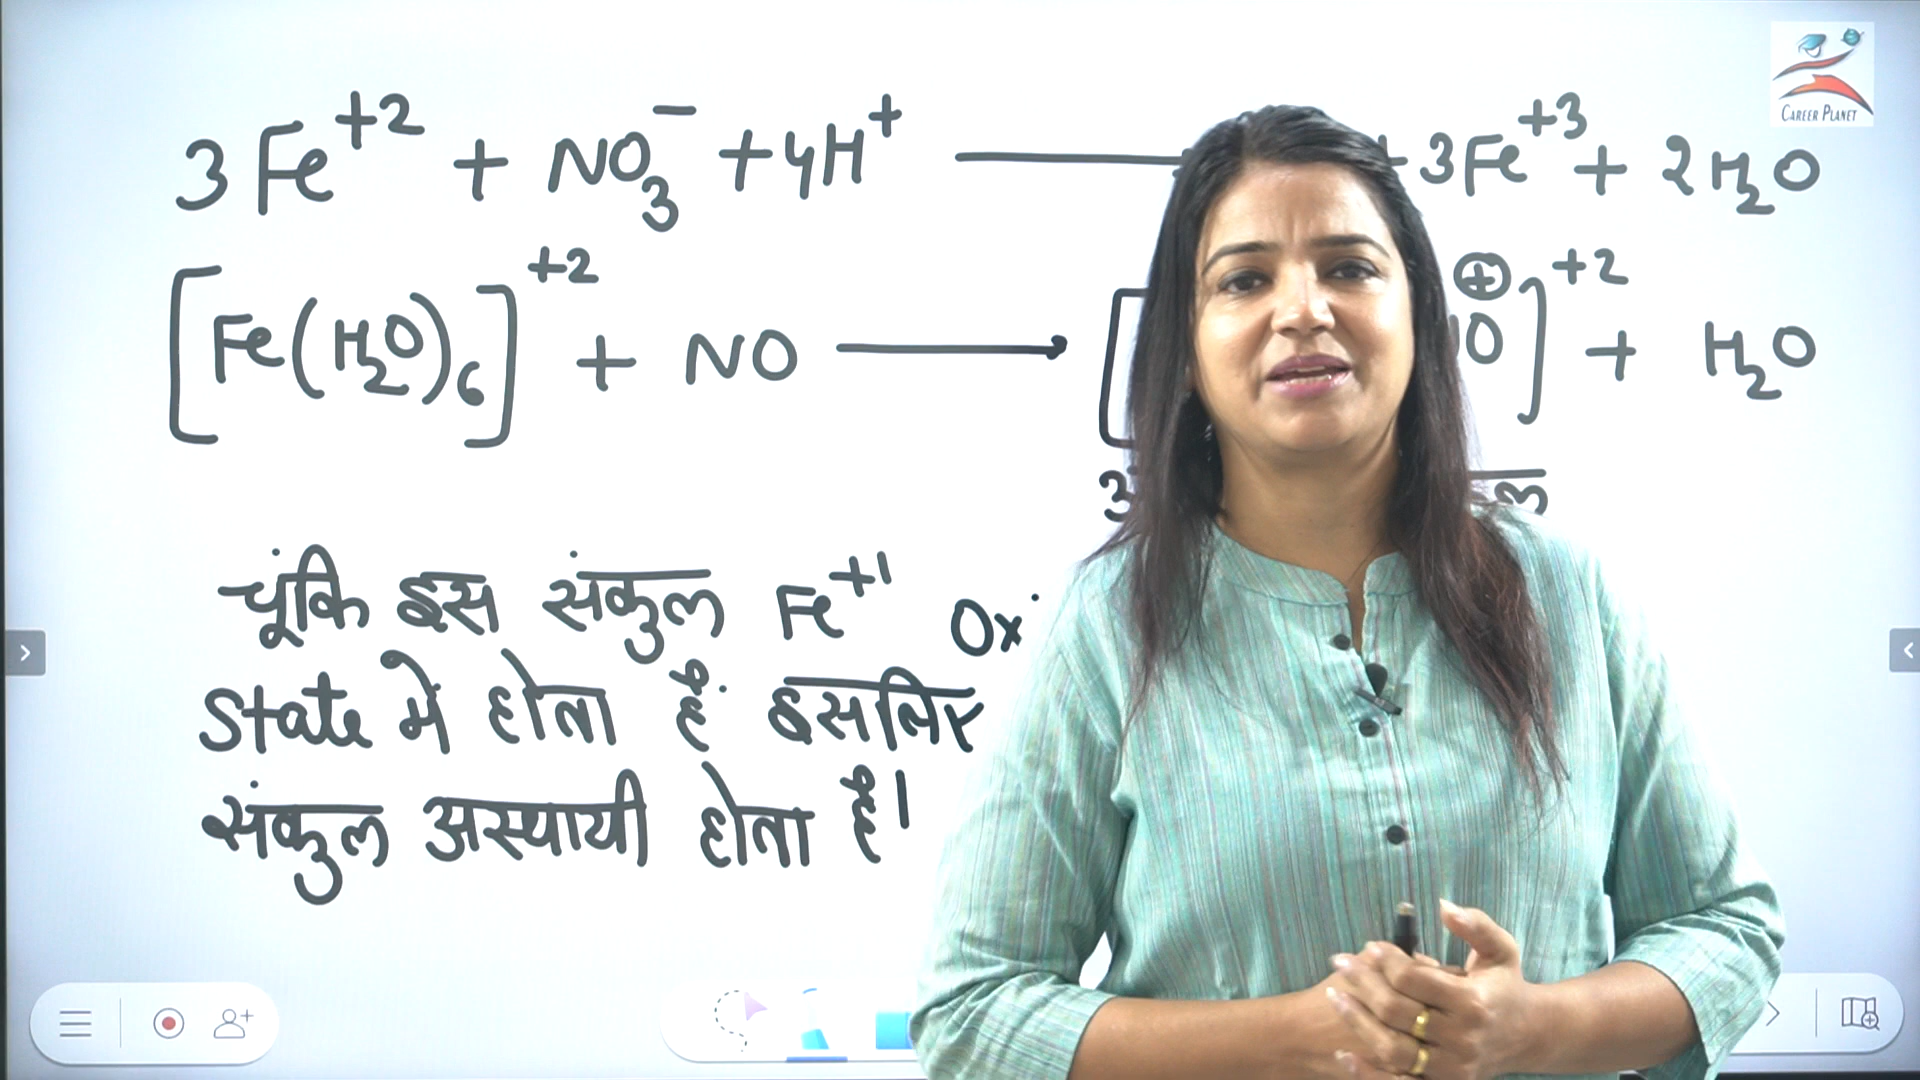 CAREER PLANET
3Fe⁺² + NO₃⁻ + 4H⁺ → + 3Fe⁺³ + 2H₂O
[Fe(H₂O)₆]⁺² + NO → O⊕]⁺² + H₂O
चूंकि इस संकुल Fe⁺¹ Ox
State में होता है इसलिए
संकुल अस्थायी होता है।